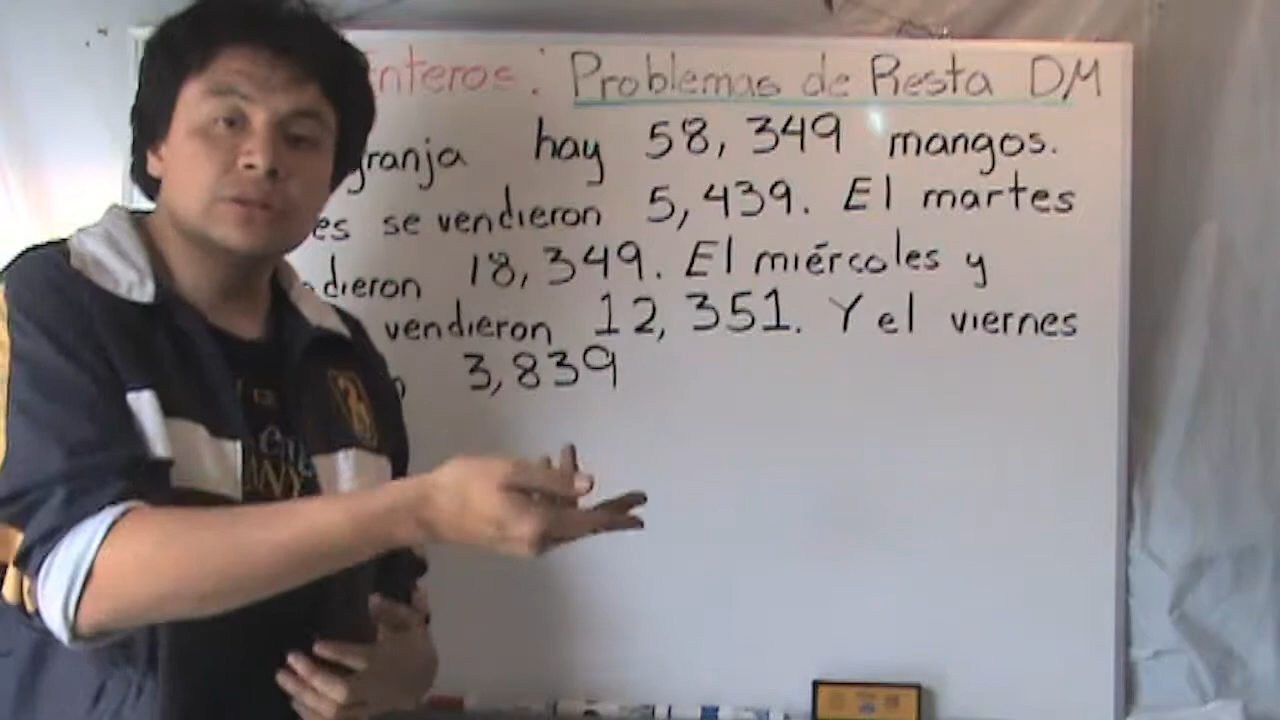 Enteros: Problemas de Resta DM
granja hay 58,349 mangos.
es se vendieron 5,439. El martes
dieron 18,349. El miércoles y
vendieron 12,351. Y el viernes
3,839